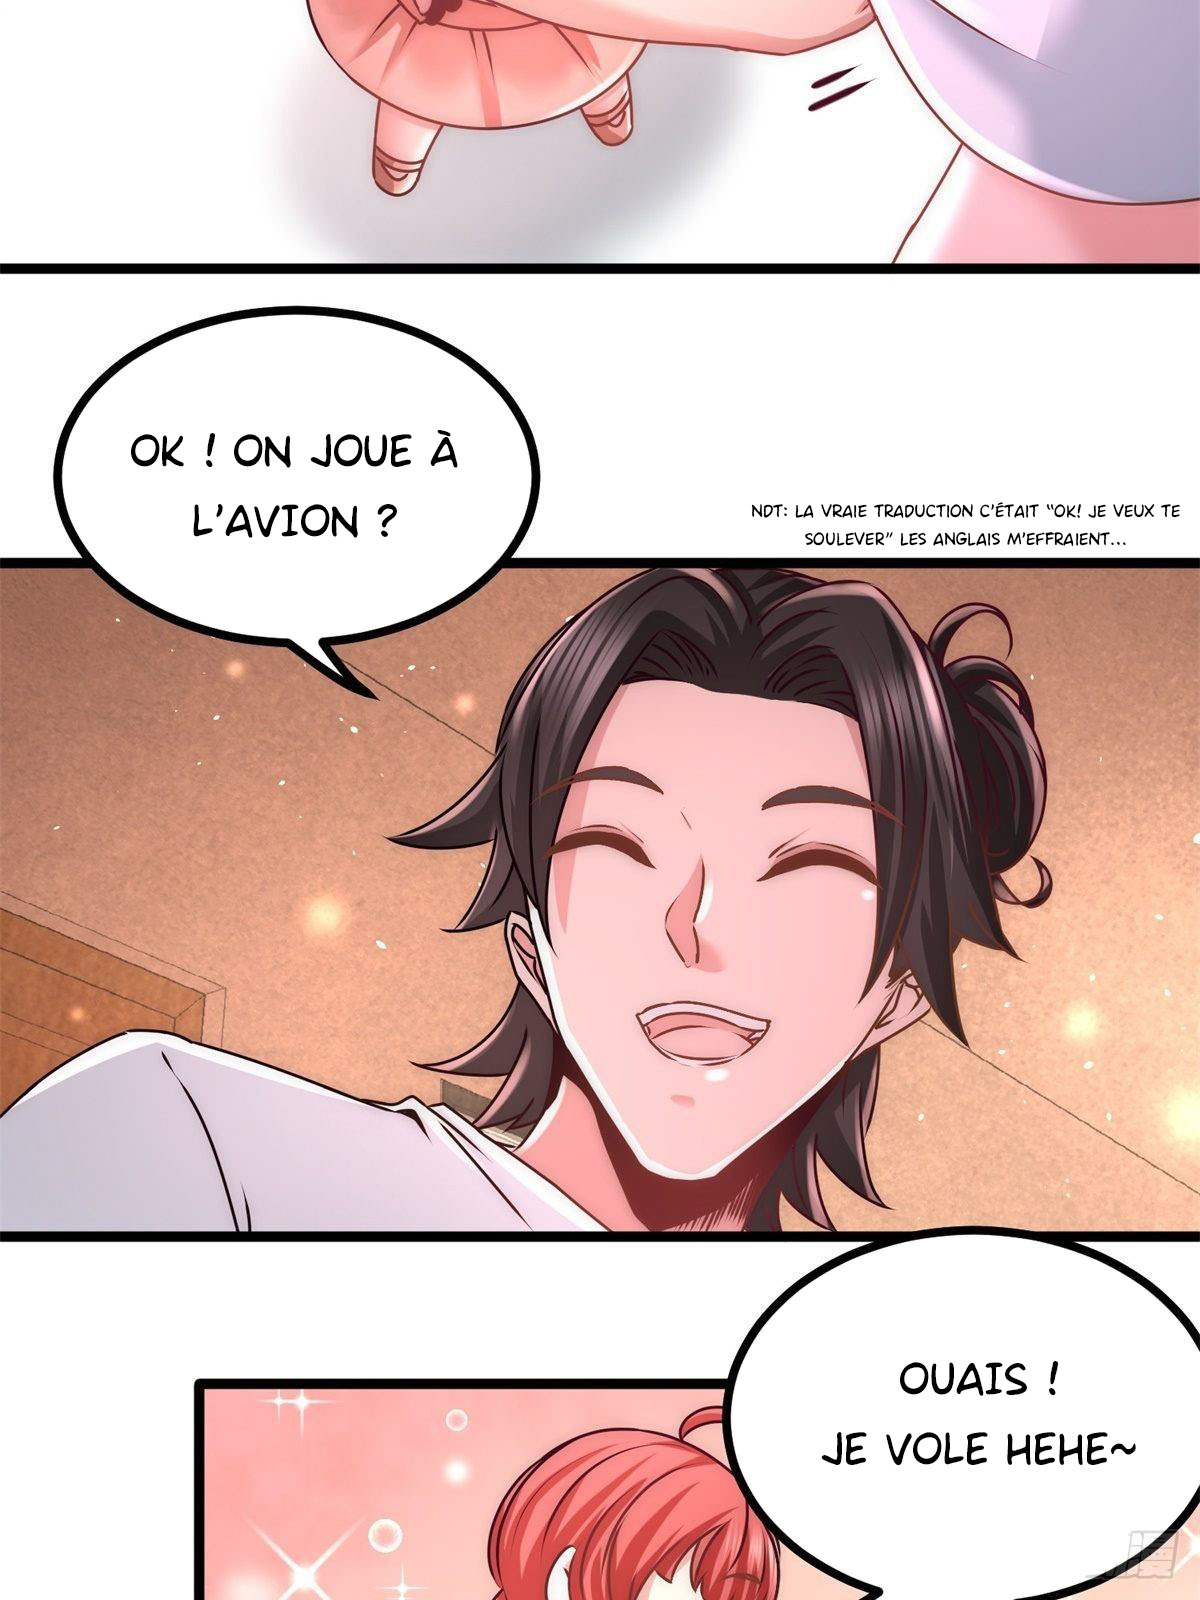 OK ! ON JOUE À
L'AVION ?
NDT: LA VRAIE TRADUCTION C'ÉTAIT "OK! JE VEUX TE
SOULEVER" LES ANGLAIS M'EFFRAIENT...
OUAIS !
JE VOLE HEHE~
漫